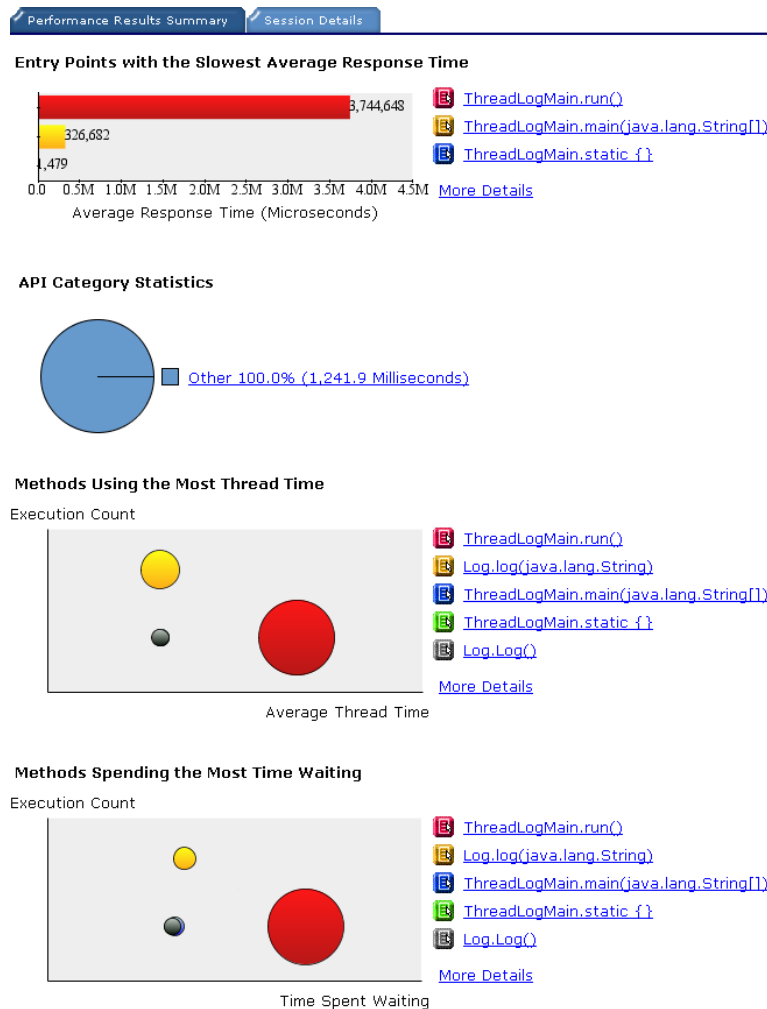 Performance Results Summary
Session Details
Entry Points with the Slowest Average Response Time
3,744,648
326,682
1,479
0.0 0.5M 1.0M 1.5M 2.0M 2.5M 3.0M 3.5M 4.0M 4.5M
Average Response Time (Microseconds)
ThreadLogMain.run()
ThreadLogMain.main(java.lang.String[])
ThreadLogMain.static {}
More Details
API Category Statistics
Other 100.0% (1,241.9 Milliseconds)
Methods Using the Most Thread Time
Execution Count
Average Thread Time
ThreadLogMain.run()
Log.log(java.lang.String)
ThreadLogMain.main(java.lang.String[])
ThreadLogMain.static {}
Log.Log()
More Details
Methods Spending the Most Time Waiting
Execution Count
Time Spent Waiting
ThreadLogMain.run()
Log.log(java.lang.String)
ThreadLogMain.main(java.lang.String[])
ThreadLogMain.static {}
Log.Log()
More Details